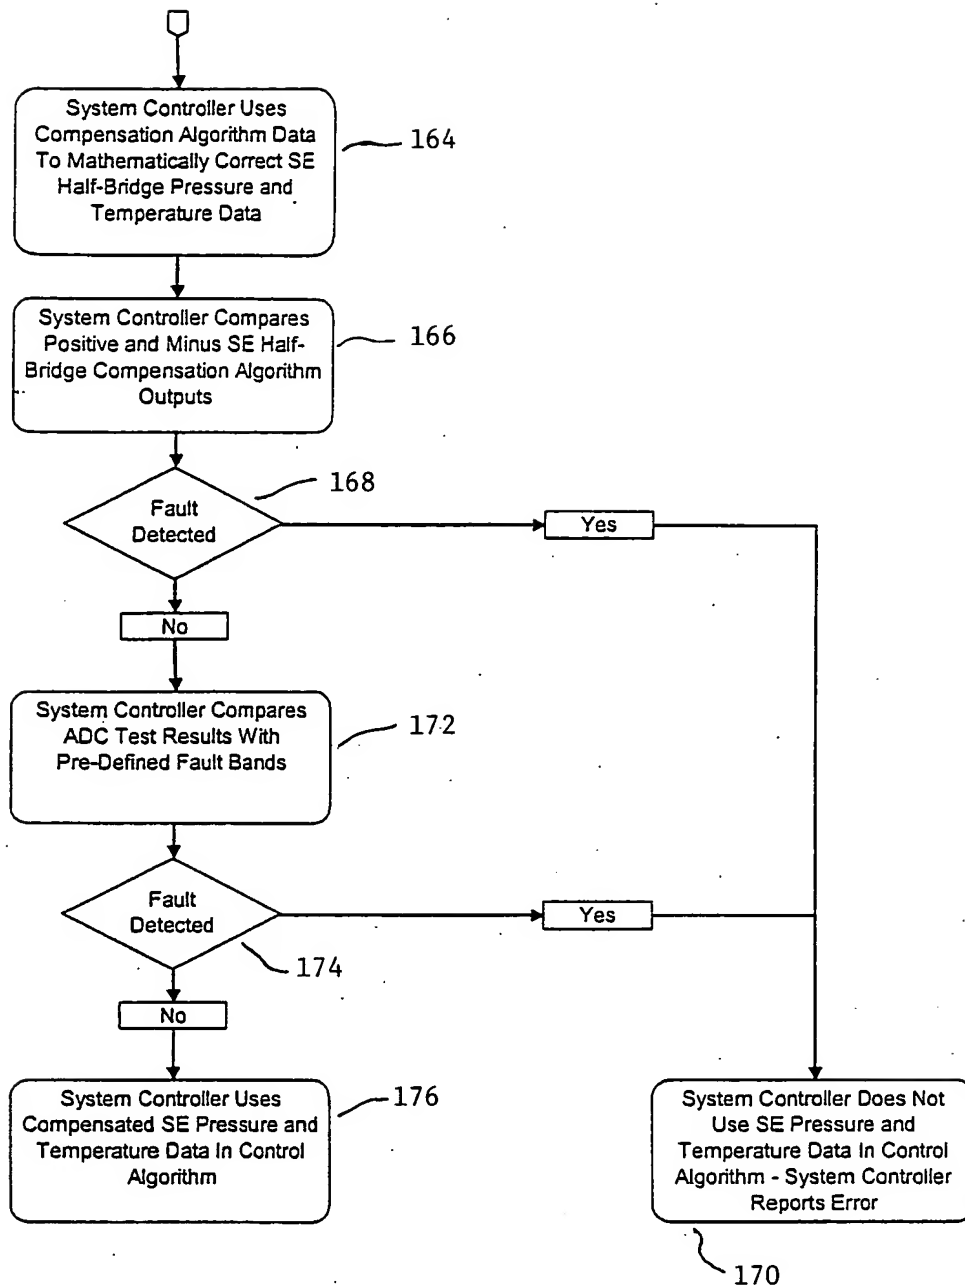 System Controller Uses
Compensation Algorithm Data
To Mathematically Correct SE
Half-Bridge Pressure and
Temperature Data
164
System Controller Compares
Positive and Minus SE Half-
Bridge Compensation Algorithm
Outputs
166
Fault
Detected
168
Yes
No
System Controller Compares
ADC Test Results With
Pre-Defined Fault Bands
172
Fault
Detected
174
Yes
No
System Controller Uses
Compensated SE Pressure and
Temperature Data In Control
Algorithm
176
System Controller Does Not
Use SE Pressure and
Temperature Data In Control
Algorithm - System Controller
Reports Error
170